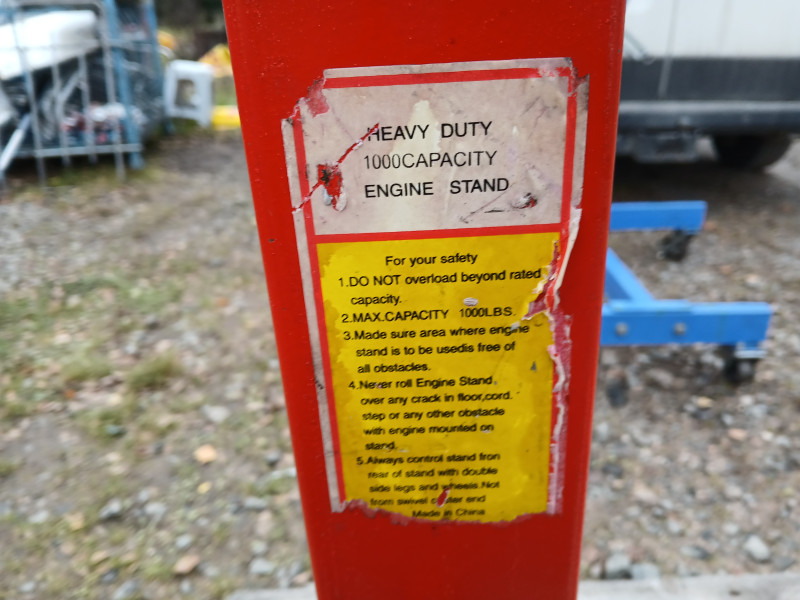 HEAVY DUTY
1000CAPACITY
ENGINE STAND
For your safety
1.DO NOT overload beyond rated
capacity.
2.MAX.CAPACITY 1000LBS.
3.Made sure area where engine
stand is to be usedis free of
all obstacles.
4.Never roll Engine Stand,
over any crack in floor,cord.
step or any other obstacle
with engine mounted on
stand.
5.Always control stand fron
rear of stand with double
side legs and wheels.Not
from swivel end
Made in China